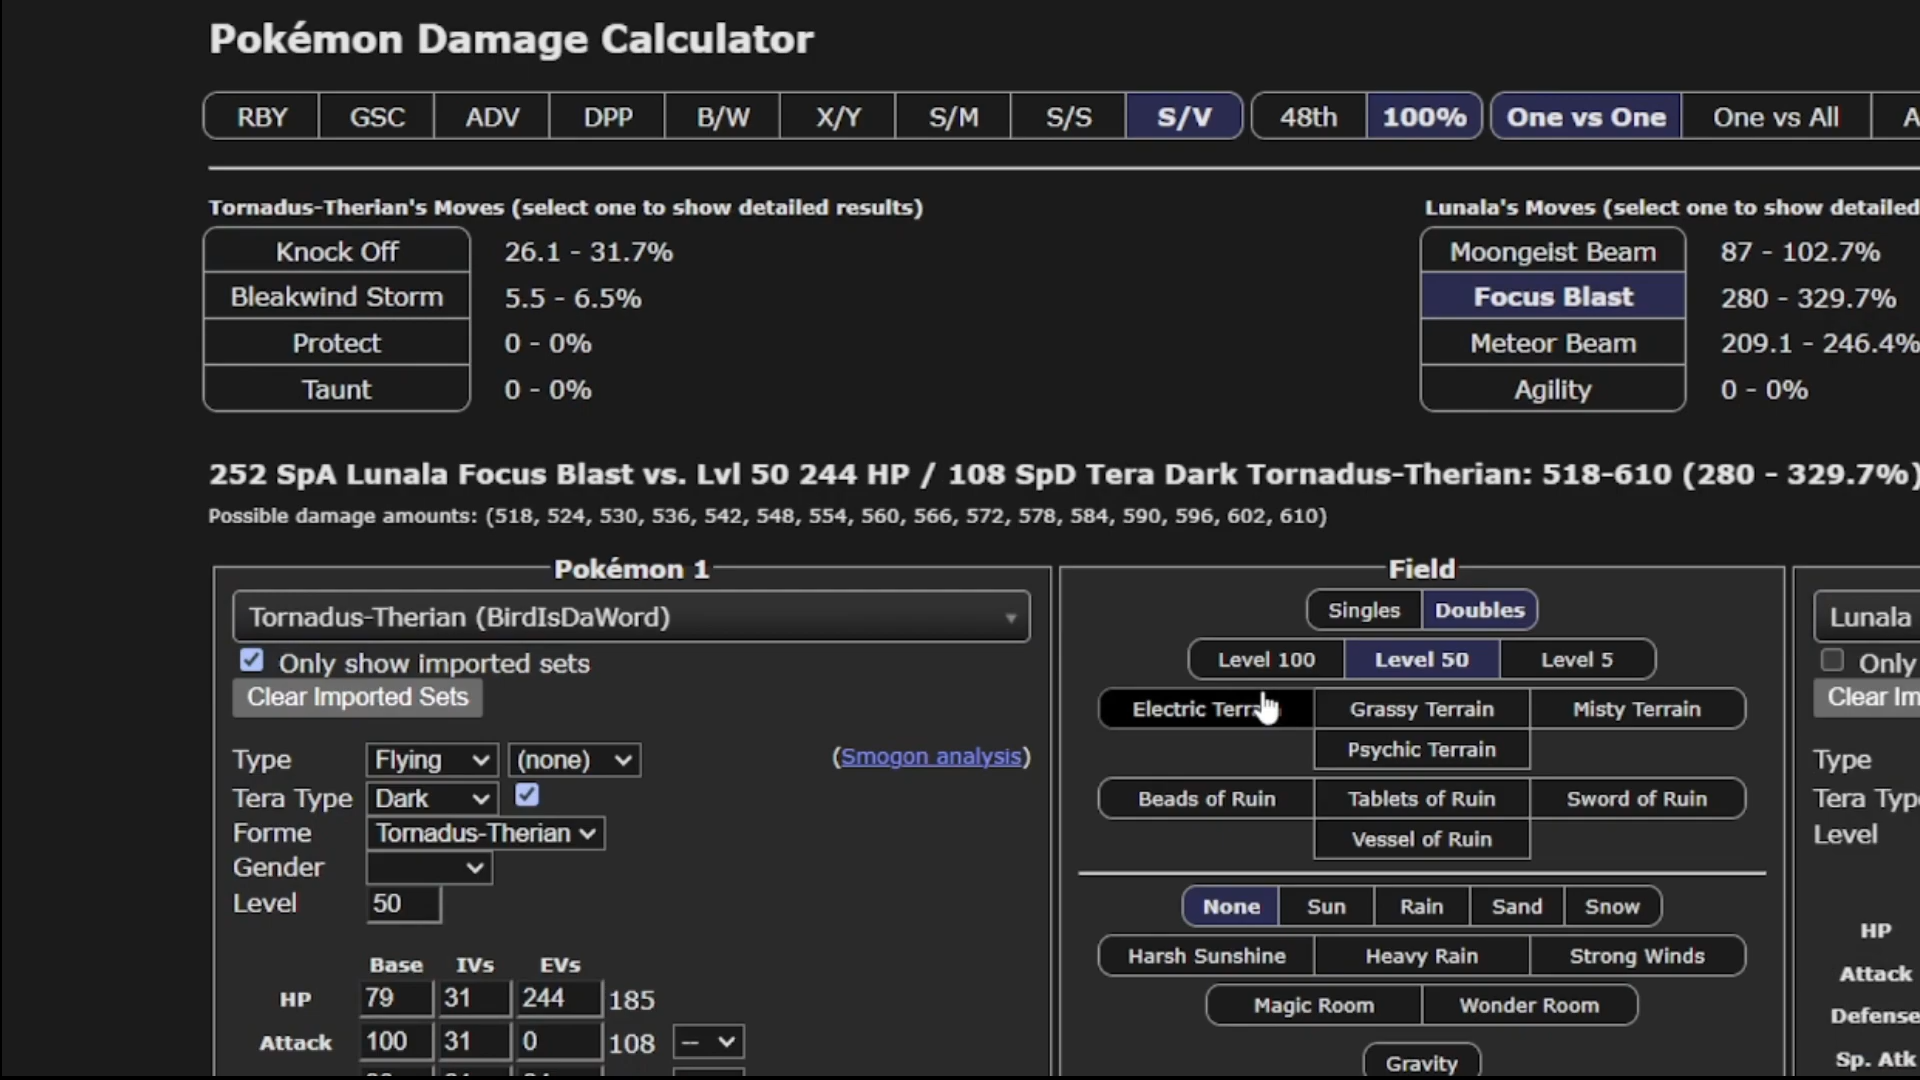 Pokémon Damage Calculator
RBY GSC ADV DPP B/W X/Y S/M S/S S/V 48th 100% One vs One One vs All A
Tornadus-Therian's Moves (select one to show detailed results)
Knock Off 26.1 - 31.7%
Bleakwind Storm 5.5 - 6.5%
Protect 0 - 0%
Taunt 0 - 0%
Lunala's Moves (select one to show detailed
Moongeist Beam 87 - 102.7%
Focus Blast 280 - 329.7%
Meteor Beam 209.1 - 246.4%
Agility 0 - 0%
252 SpA Lunala Focus Blast vs. Lvl 50 244 HP / 108 SpD Tera Dark Tornadus-Therian: 518-610 (280 - 329.7%)
Possible damage amounts: (518, 524, 530, 536, 542, 548, 554, 560, 566, 572, 578, 584, 590, 596, 602, 610)
Pokémon 1
Tornadus-Therian (BirdIsDaWord)
Only show imported sets
Clear Imported Sets
Type Flying (none) (Smogon analysis)
Tera Type Dark
Forme Tornadus-Therian
Gender
Level 50
Base IVs EVs
HP 79 31 244 185
Attack 100 31 0 108 --
Field
Singles Doubles
Level 100 Level 50 Level 5
Electric Terra Grassy Terrain Misty Terrain
Psychic Terrain
Beads of Ruin Tablets of Ruin Sword of Ruin
Vessel of Ruin
None Sun Rain Sand Snow
Harsh Sunshine Heavy Rain Strong Winds
Magic Room Wonder Room
Gravity
Lunala
Only
Clear Im
Type
Tera Typ
Level
HP
Attack
Defense
Sp. Atk